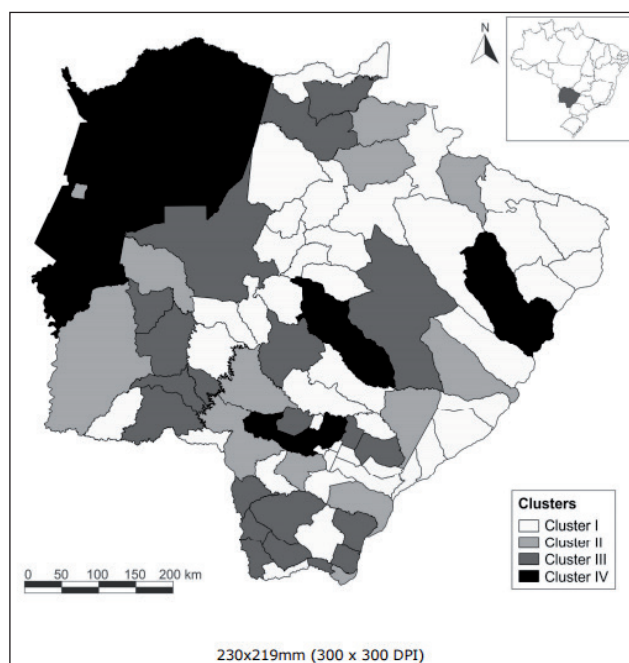 N
Clusters
Cluster I
Cluster II
Cluster III
Cluster IV
0 50 100 150 200 km
230x219mm (300 x 300 DPI)